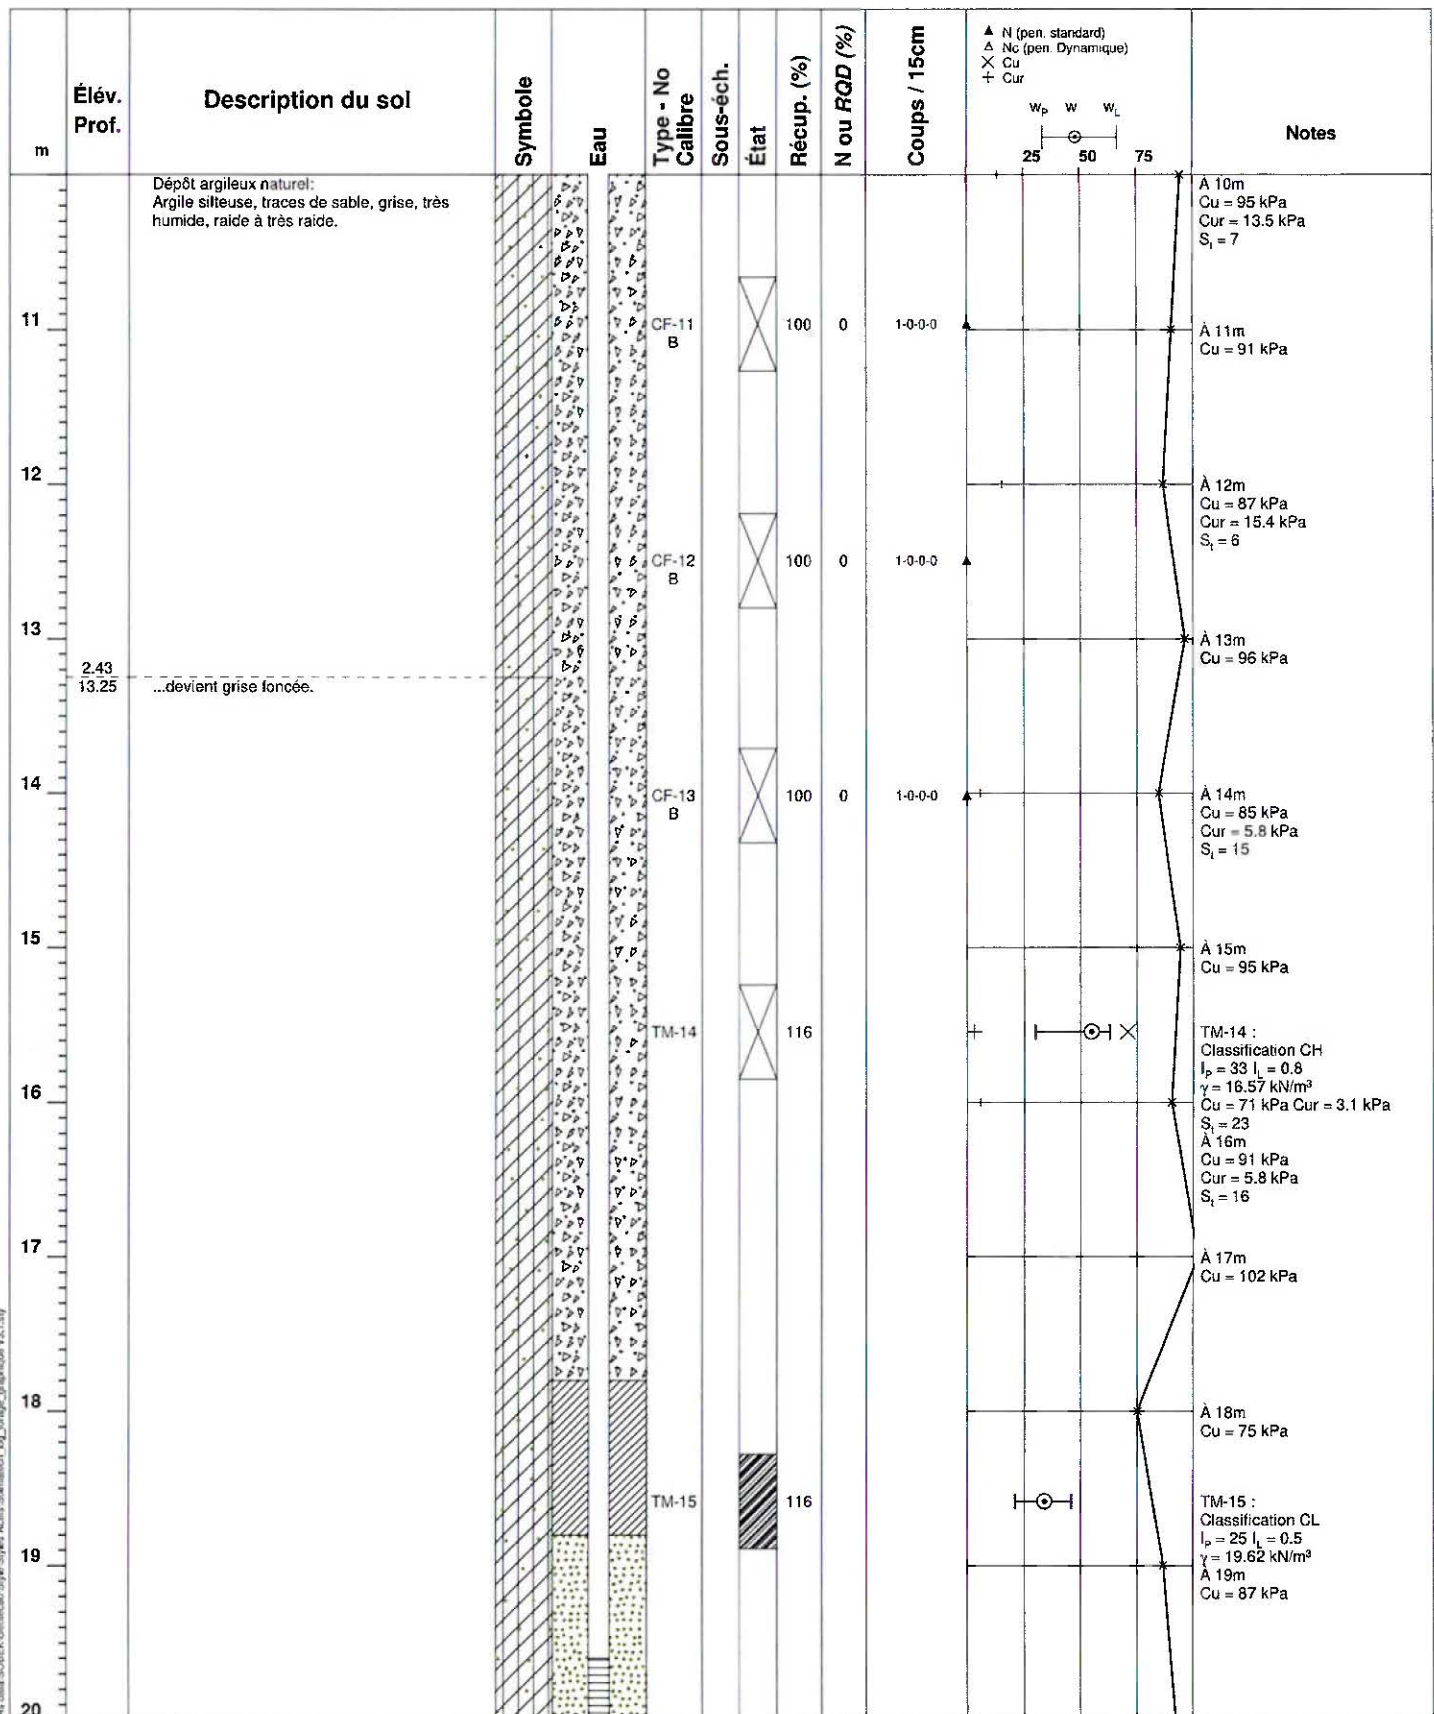 Élév.
Prof.
m
Description du sol
Symbole
Eau
Type - No
Calibre
Sous-éch.
État
Récup. (%)
N ou RQD (%)
Coups / 15cm
▲ N (pen. standard)
△ Nc (pen. Dynamique)
× Cu
+ Cur
wP w wL
25 50 75
Notes
Dépôt argileux naturel:
Argile silteuse, traces de sable, grise, très
humide, raide à très raide.
À 10m
Cu = 95 kPa
Cur = 13.5 kPa
St = 7
11
CF-11
B
100 0 1-0-0-0
À 11m
Cu = 91 kPa
12
À 12m
Cu = 87 kPa
Cur = 15.4 kPa
St = 6
CF-12
B
100 0 1-0-0-0
13
À 13m
Cu = 96 kPa
2.43
13.25
...devient grise foncée.
14
CF-13
B
100 0 1-0-0-0
À 14m
Cu = 85 kPa
Cur = 5.8 kPa
St = 15
15
À 15m
Cu = 95 kPa
TM-14
116
TM-14 :
Classification CH
IP = 33 IL = 0.8
γ = 16.57 kN/m³
Cu = 71 kPa Cur = 3.1 kPa
St = 23
16
À 16m
Cu = 91 kPa
Cur = 5.8 kPa
St = 16
17
À 17m
Cu = 102 kPa
18
À 18m
Cu = 75 kPa
TM-15
116
TM-15 :
Classification CL
IP = 25 IL = 0.5
γ = 19.62 kN/m³
19
À 19m
Cu = 87 kPa
20